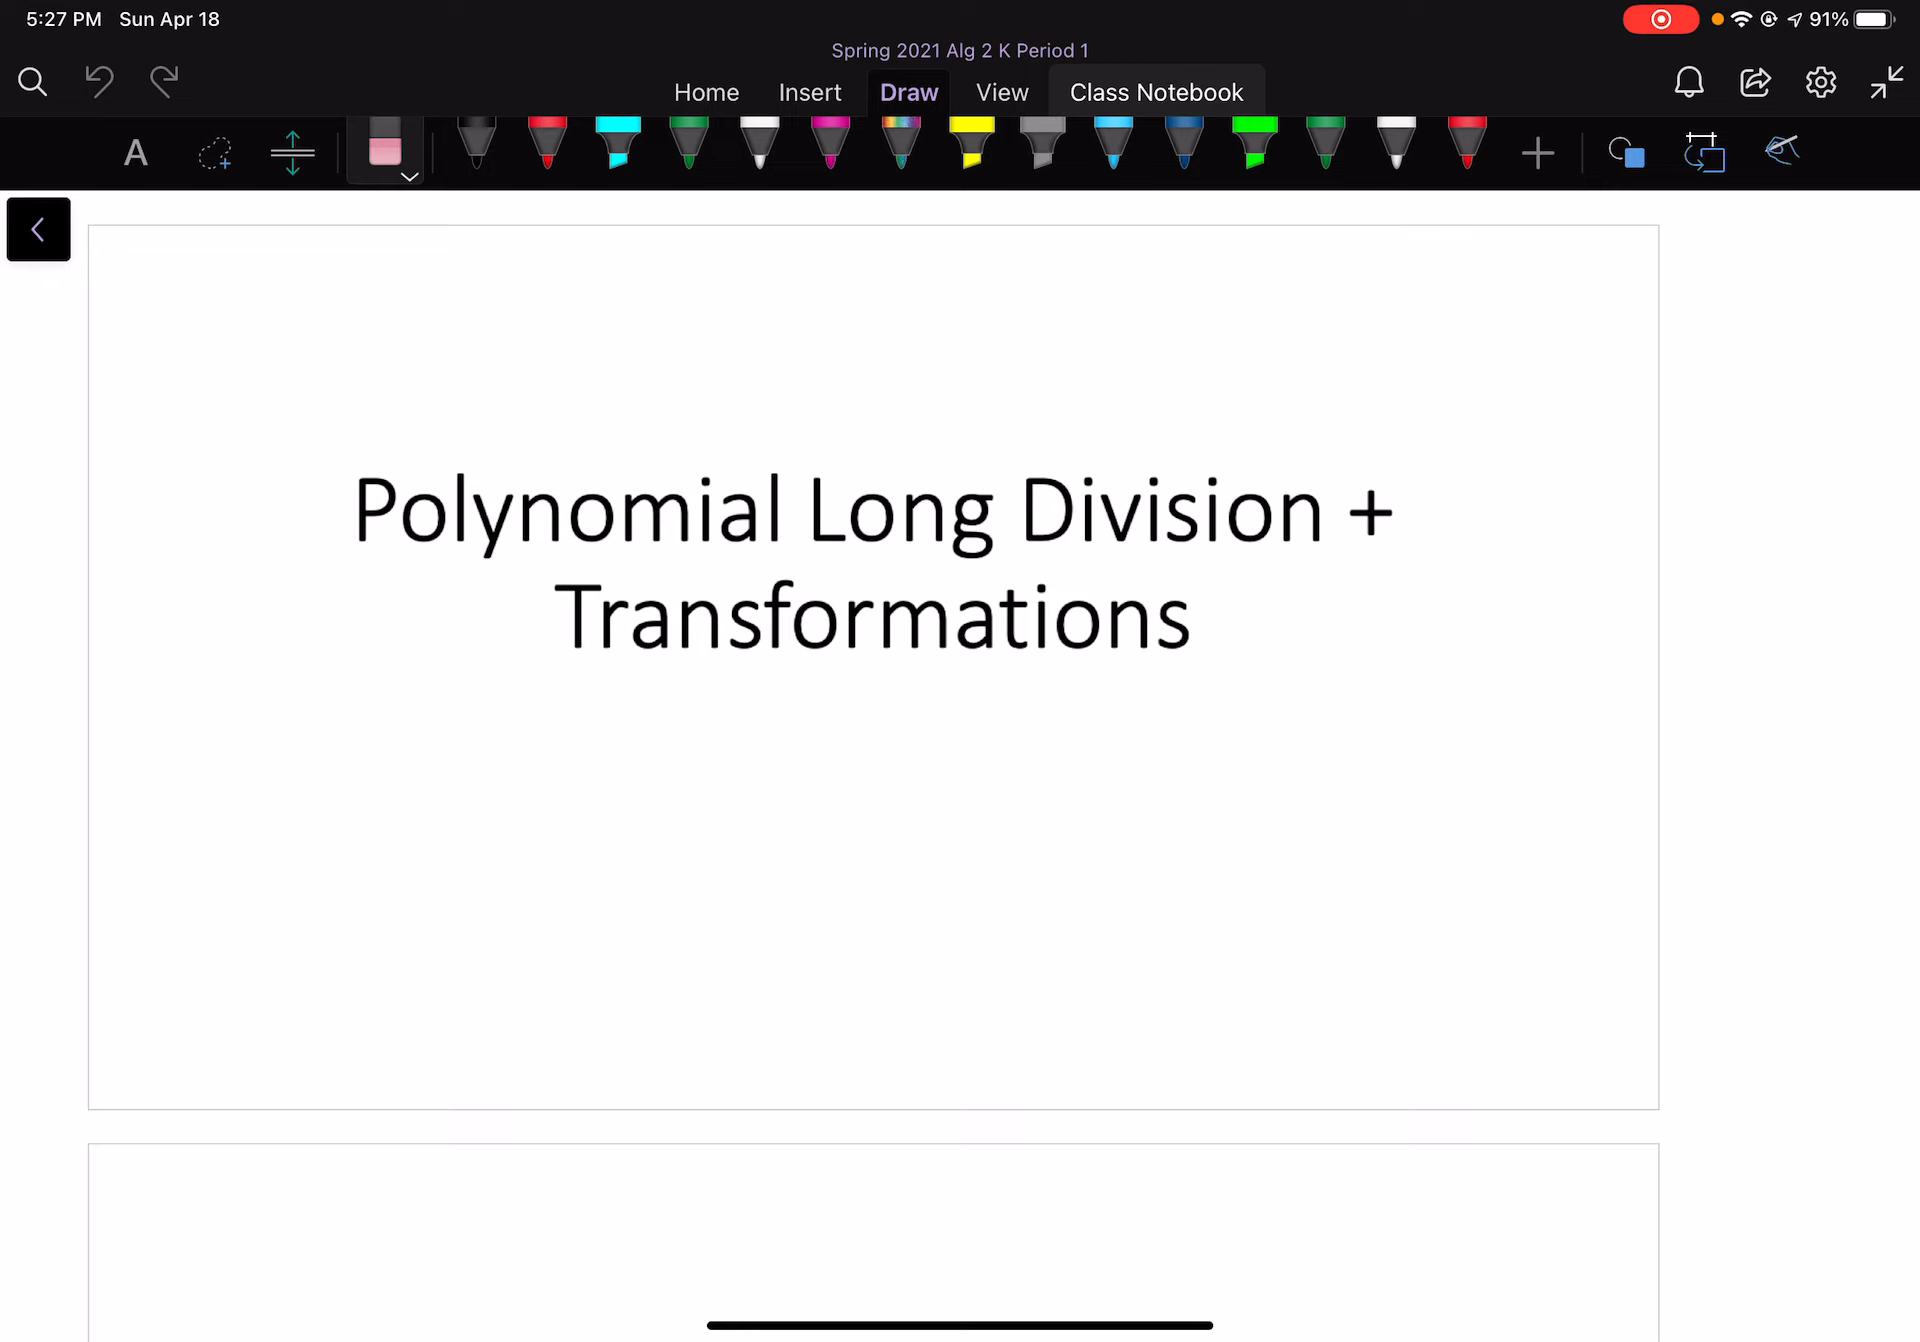 5:27 PM Sun Apr 18
91%
Spring 2021 Alg 2 K Period 1
Home Insert Draw View Class Notebook
A
Polynomial Long Division +
Transformations